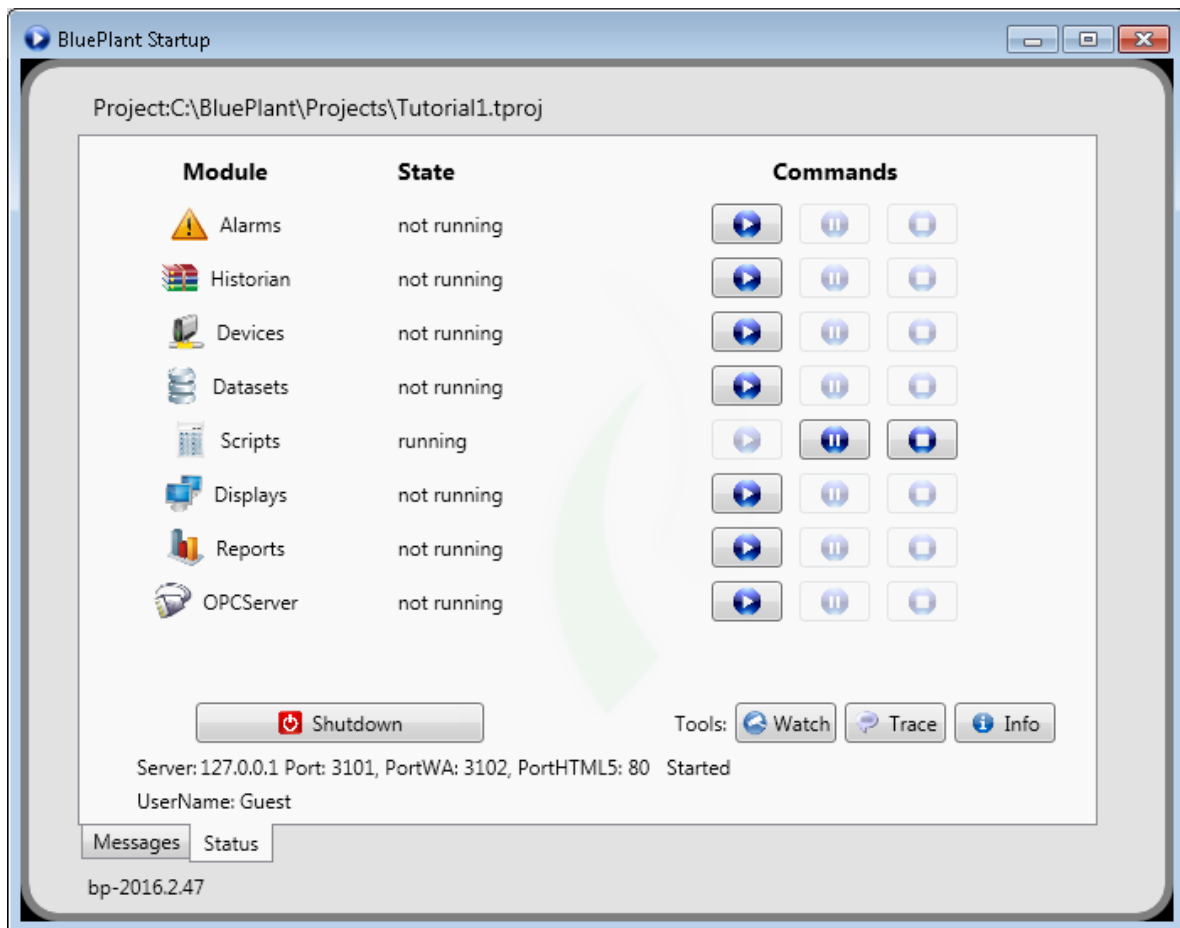 BluePlant Startup
Project:C:\BluePlant\Projects\Tutorial1.tproj
Module State Commands
Alarms not running
Historian not running
Devices not running
Datasets not running
Scripts running
Displays not running
Reports not running
OPCServer not running
Shutdown Tools: Watch Trace Info
Server: 127.0.0.1 Port: 3101, PortWA: 3102, PortHTML5: 80 Started
UserName: Guest
Messages Status
bp-2016.2.47